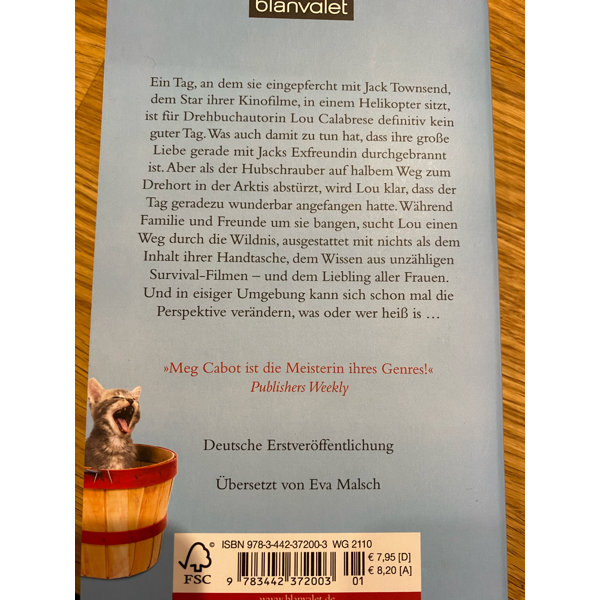 blanvalet
Ein Tag, an dem sie eingepfercht mit Jack Townsend,
dem Star ihrer Kinofilme, in einem Helikopter sitzt,
ist für Drehbuchautorin Lou Calabrese definitiv kein
guter Tag. Was auch damit zu tun hat, dass ihre große
Liebe gerade mit Jacks Exfreundin durchgebrannt
ist. Aber als der Hubschrauber auf halbem Weg zum
Drehort in der Arktis abstürzt, wird Lou klar, dass der
Tag geradezu wunderbar angefangen hatte. Während
Familie und Freunde um sie bangen, sucht Lou einen
Weg durch die Wildnis, ausgestattet mit nichts als dem
Inhalt ihrer Handtasche, dem Wissen aus unzähligen
Survival-Filmen – und dem Liebling aller Frauen.
Und in eisiger Umgebung kann sich schon mal die
Perspektive verändern, was oder wer heiß ist ...
»Meg Cabot ist die Meisterin ihres Genres!«
Publishers Weekly
Deutsche Erstveröffentlichung
Übersetzt von Eva Malsch
© ISBN 978-3-442-37200-3 WG 2110
€ 7,95 [D]
€ 8,20 [A]
FSC
9 783442 372003 01
www.blanvalet.de